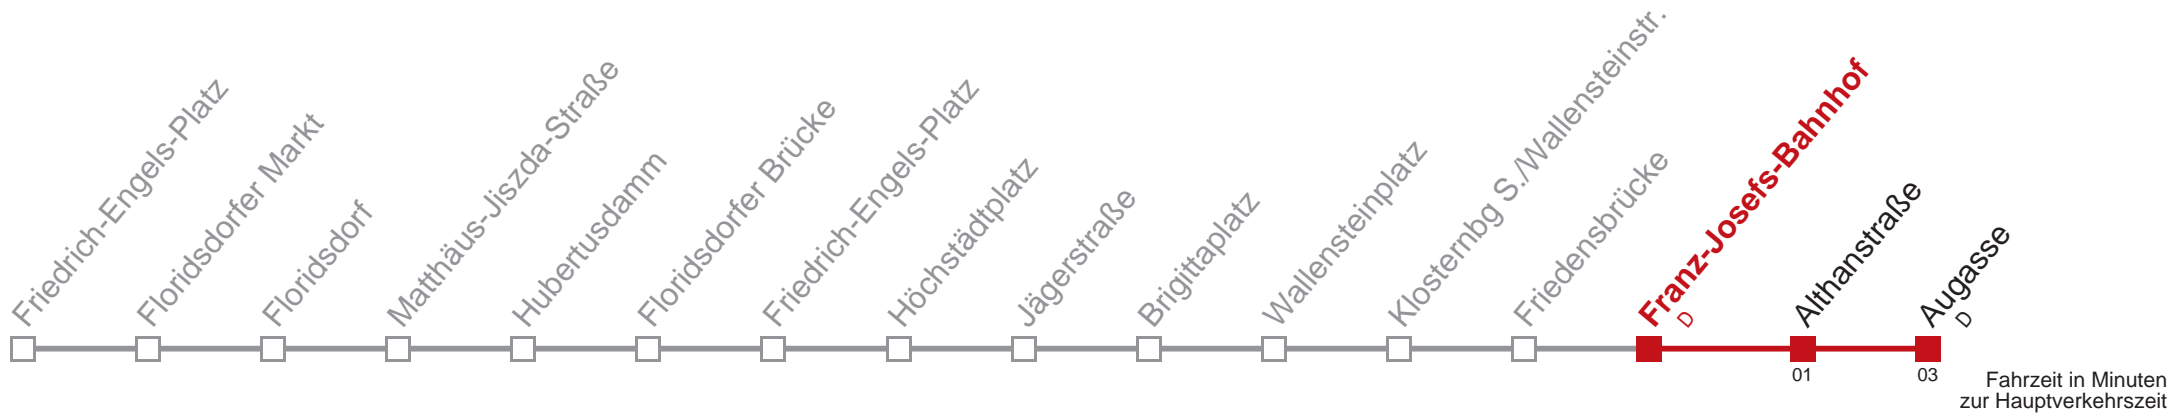 Friedrich-Engels-Platz
Floridsdorfer Markt
Floridsdorf
Matthäus-Jiszda-Straße
Hubertusdamm
Floridsdorfer Brücke
Friedrich-Engels-Platz
Höchstädtplatz
Jägerstraße
Brigittaplatz
Wallensteinplatz
Klosternbg S./Wallensteinstr.
Friedensbrücke
Franz-Josefs-Bahnhof
D
Althanstraße
Augasse
D
01
03
Fahrzeit in Minuten
zur Hauptverkehrszeit